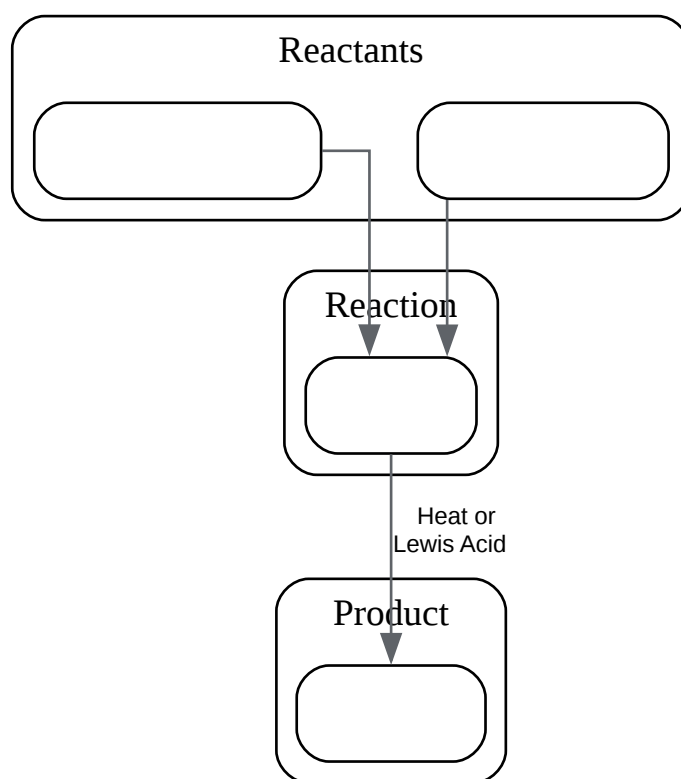 Reactants
Reaction
Heat or
Lewis Acid
Product